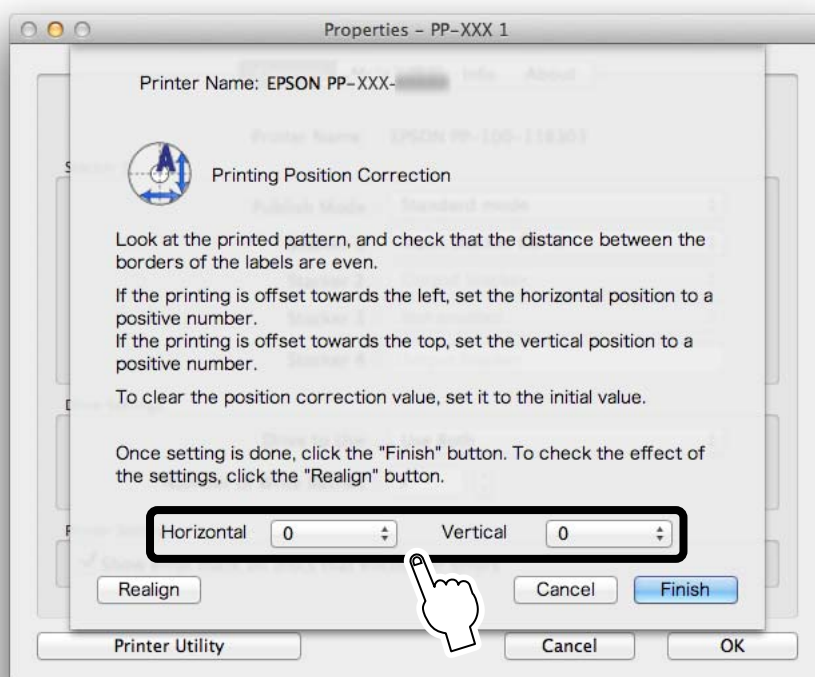 Properties - PP-XXX 1
Printer Name: EPSON PP-XXX-
A
Printing Position Correction
Look at the printed pattern, and check that the distance between the
borders of the labels are even.
If the printing is offset towards the left, set the horizontal position to a
positive number.
If the printing is offset towards the top, set the vertical position to a
positive number.
To clear the position correction value, set it to the initial value.
Once setting is done, click the "Finish" button. To check the effect of
the settings, click the "Realign" button.
Horizontal 0 Vertical 0
Realign Cancel Finish
Printer Utility Cancel OK